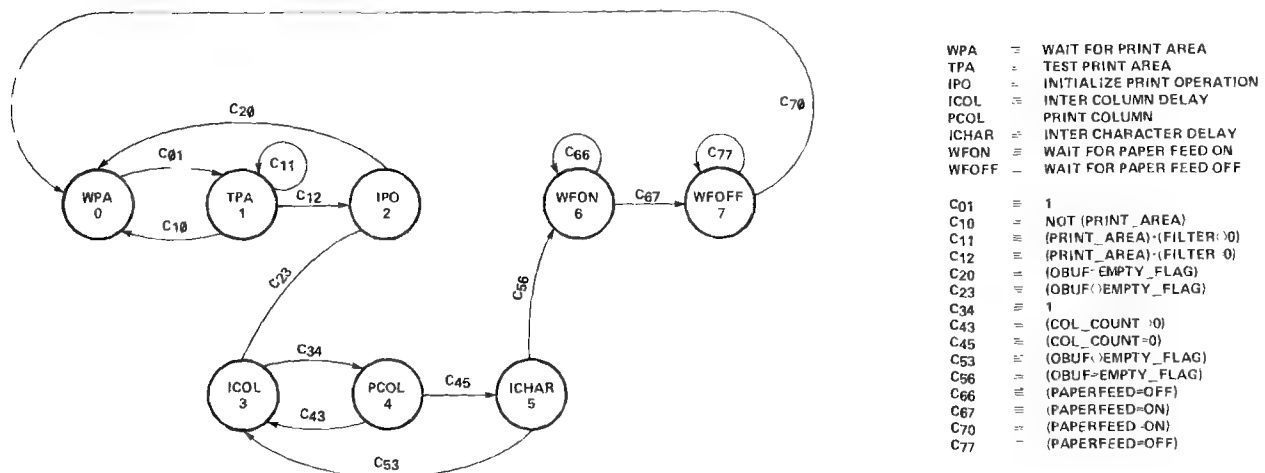 C70
C20
C01
C11
C66
C77
WPA
0
TPA
1
C12
IPO
2
WFON
6
C67
WFOFF
7
C10
C23
C56
C34
ICOL
3
PCOL
4
C45
ICHAR
5
C43
C53
WPA = WAIT FOR PRINT AREA
TPA = TEST PRINT AREA
IPO = INITIALIZE PRINT OPERATION
ICOL = INTER COLUMN DELAY
PCOL PRINT COLUMN
ICHAR = INTER CHARACTER DELAY
WFON ≡ WAIT FOR PAPER FEED ON
WFOFF – WAIT FOR PAPER FEED OFF
C01 ≡ 1
C10 = NOT (PRINT_AREA)
C11 ≡ (PRINT_AREA)·(FILTER<>0)
C12 ≡ (PRINT_AREA)·(FILTER 0)
C20 = (OBUF=EMPTY_FLAG)
C23 ≡ (OBUF<>EMPTY_FLAG)
C34 ≡ 1
C43 = (COL_COUNT >0)
C45 ≡ (COL_COUNT=0)
C53 = (OBUF<>EMPTY_FLAG)
C56 = (OBUF=EMPTY_FLAG)
C66 ≡ (PAPERFEED=OFF)
C67 ≡ (PAPERFEED=ON)
C70 = (PAPERFEED=ON)
C77 – (PAPERFEED=OFF)